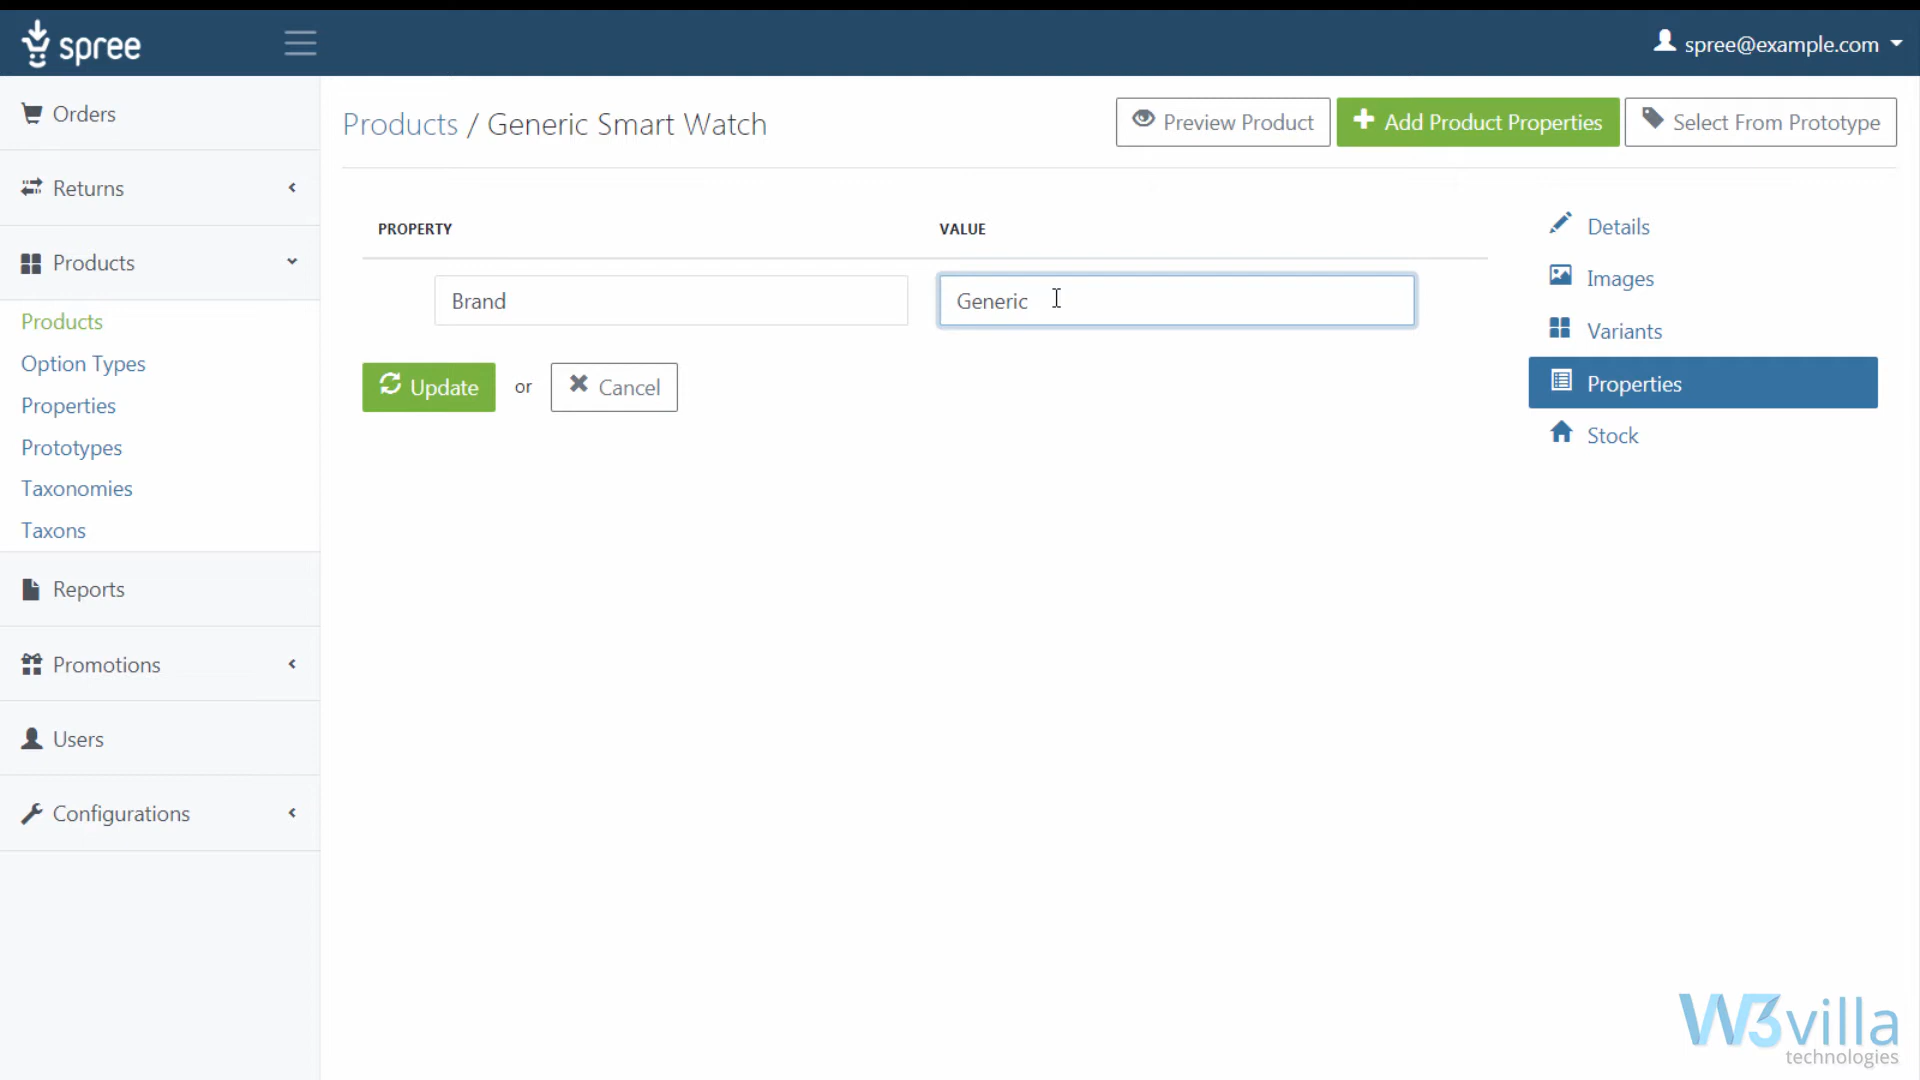 spree
spree@example.com
Orders
Returns
Products
Products
Option Types
Properties
Prototypes
Taxonomies
Taxons
Reports
Promotions
Users
Configurations
Products / Generic Smart Watch
Preview Product
Add Product Properties
Select From Prototype
PROPERTY VALUE
Brand Generic
Update or Cancel
Details
Images
Variants
Properties
Stock
W3villa
technologies